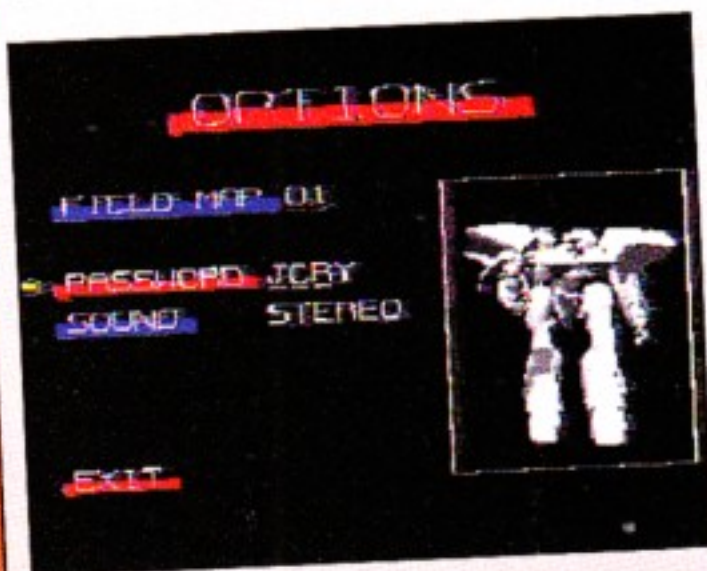 OPTIONS
FIELD MAP 01
PASSWORD JCBY
SOUND STEREO
EXIT